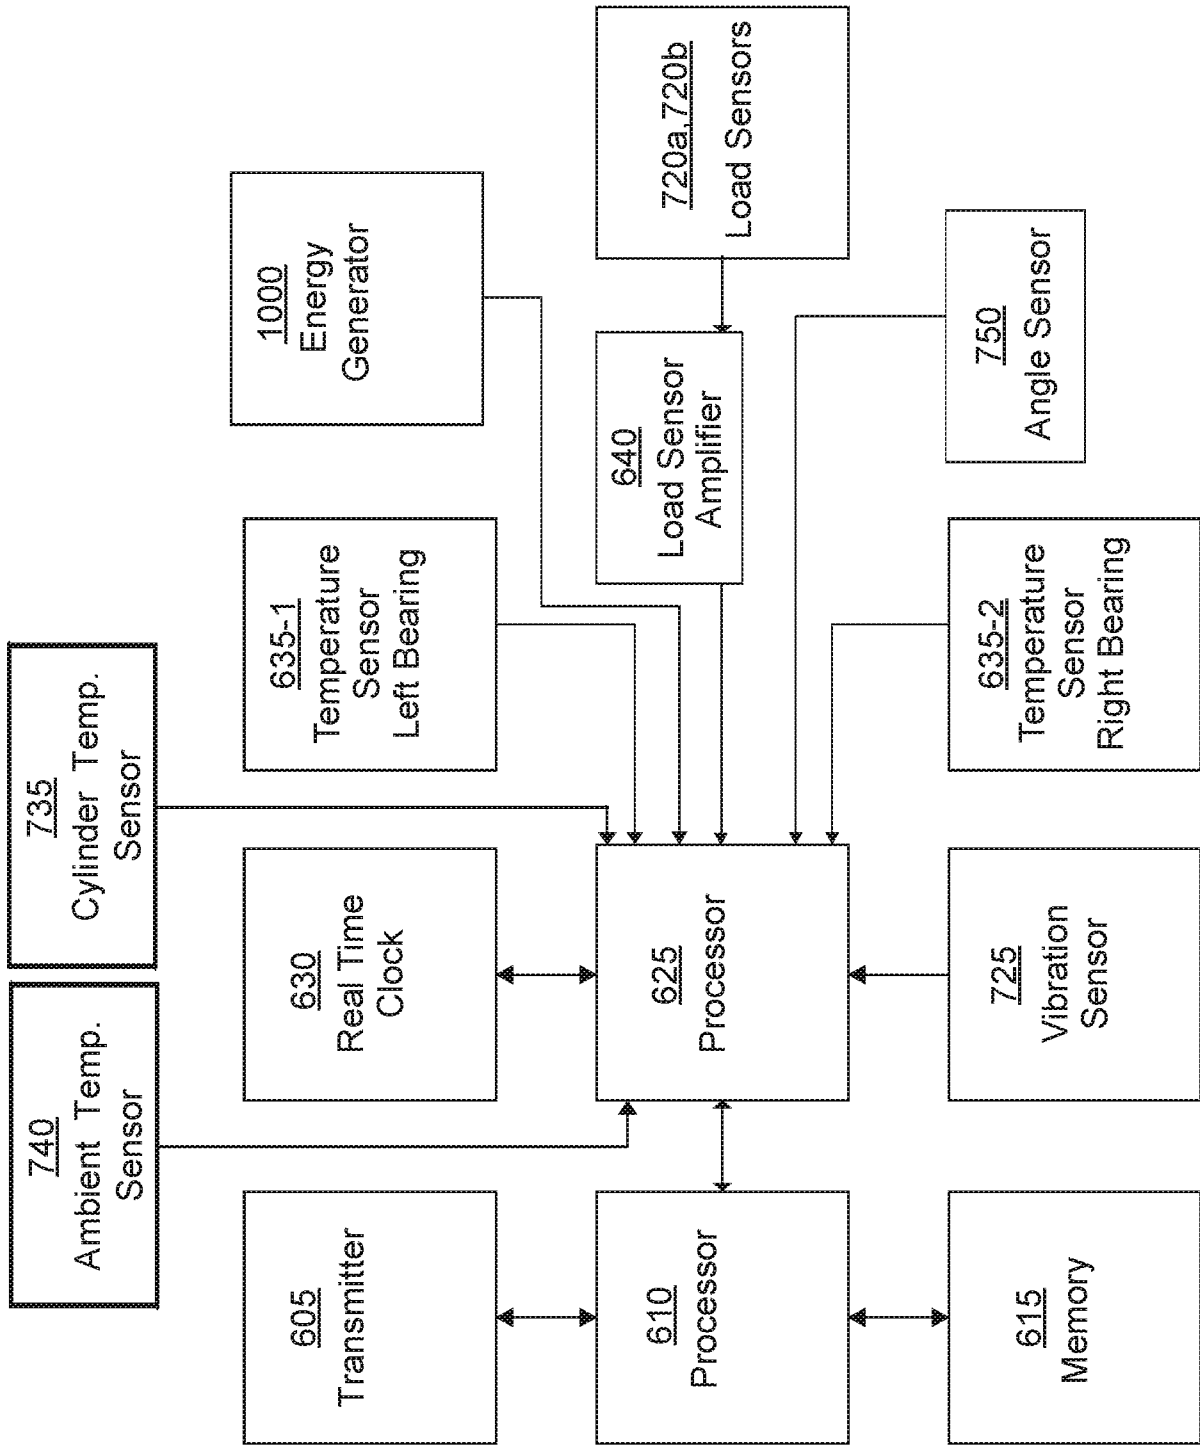 740
Ambient Temp.
Sensor
735
Cylinder Temp.
Sensor
605
Transmitter
630
Real Time
Clock
635-1
Temperature
Sensor
Left Bearing
1000
Energy
Generator
610
Processor
625
Processor
640
Load Sensor
Amplifier
720a,720b
Load Sensors
615
Memory
725
Vibration
Sensor
635-2
Temperature
Sensor
Right Bearing
750
Angle Sensor